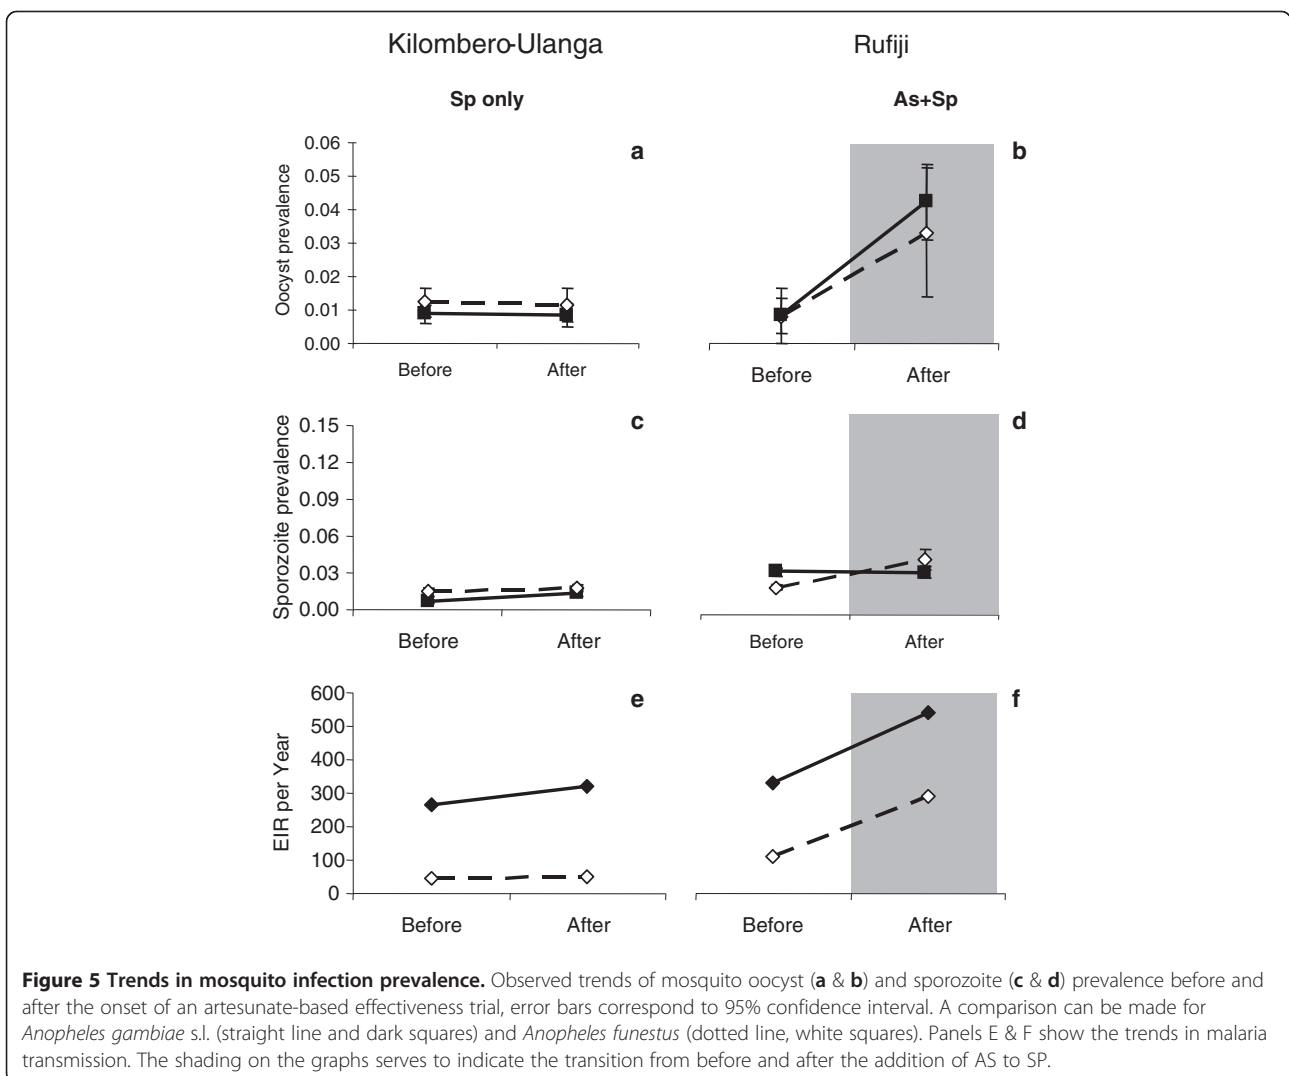 Kilombero-Ulanga
Rufiji
Sp only
As+Sp
a
Oocyst prevalence
0.06
0.05
0.04
0.03
0.02
0.01
0.00
Before
After
b
Before
After
c
Sporozoite prevalence
0.15
0.12
0.09
0.06
0.03
0.00
Before
After
d
Before
After
e
EIR per Year
600
500
400
300
200
100
0
Before
After
f
Before
After
Figure 5 Trends in mosquito infection prevalence. Observed trends of mosquito oocyst (a & b) and sporozoite (c & d) prevalence before and
after the onset of an artesunate-based effectiveness trial, error bars correspond to 95% confidence interval. A comparison can be made for
Anopheles gambiae s.l. (straight line and dark squares) and Anopheles funestus (dotted line, white squares). Panels E & F show the trends in malaria
transmission. The shading on the graphs serves to indicate the transition from before and after the addition of AS to SP.